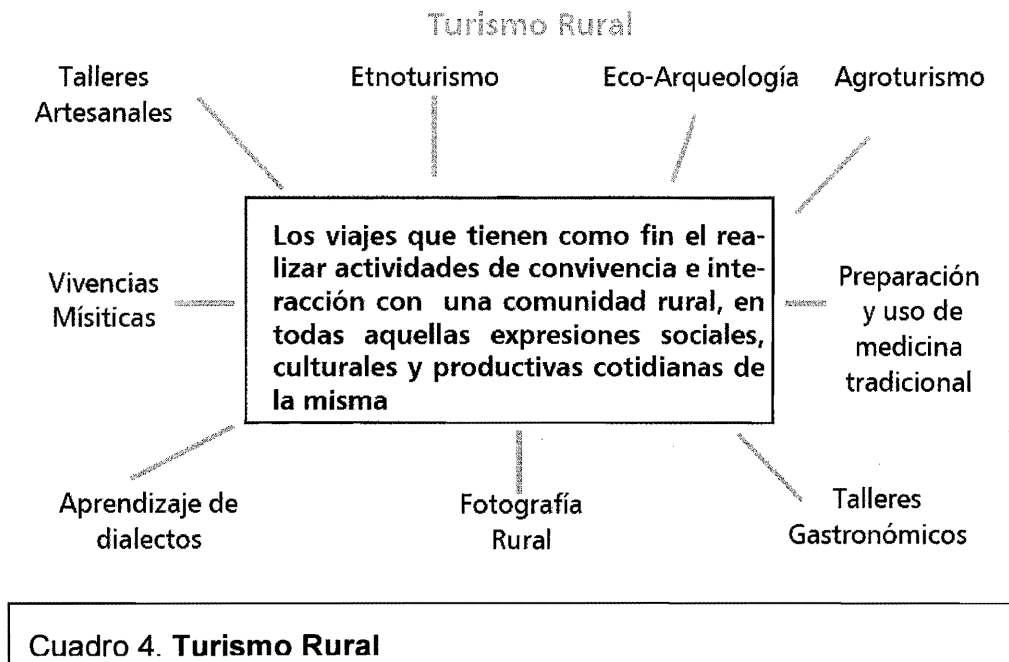 Turismo Rural
Talleres
Artesanales
Etnoturismo
Eco-Arqueología
Agroturismo
Los viajes que tienen como fin el rea-
lizar actividades de convivencia e inte-
racción con una comunidad rural, en
todas aquellas expresiones sociales,
culturales y productivas cotidianas de
la misma
Vivencias
Mísiticas
Preparación
y uso de
medicina
tradicional
Aprendizaje de
dialectos
Fotografía
Rural
Talleres
Gastronómicos
Cuadro 4. Turismo Rural